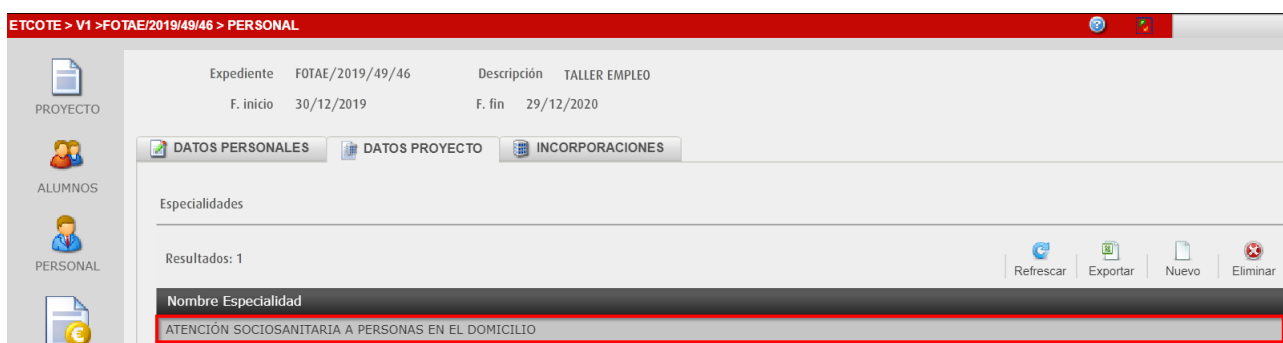 ETCOTE > V1 >FOTAE/2019/49/46 > PERSONAL
Expediente FOTAE/2019/49/46 Descripción TALLER EMPLEO
F. inicio 30/12/2019 F. fin 29/12/2020
PROYECTO
DATOS PERSONALES DATOS PROYECTO INCORPORACIONES
ALUMNOS
Especialidades
PERSONAL
Resultados: 1
Refrescar Exportar Nuevo Eliminar
Nombre Especialidad
ATENCIÓN SOCIOSANITARIA A PERSONAS EN EL DOMICILIO